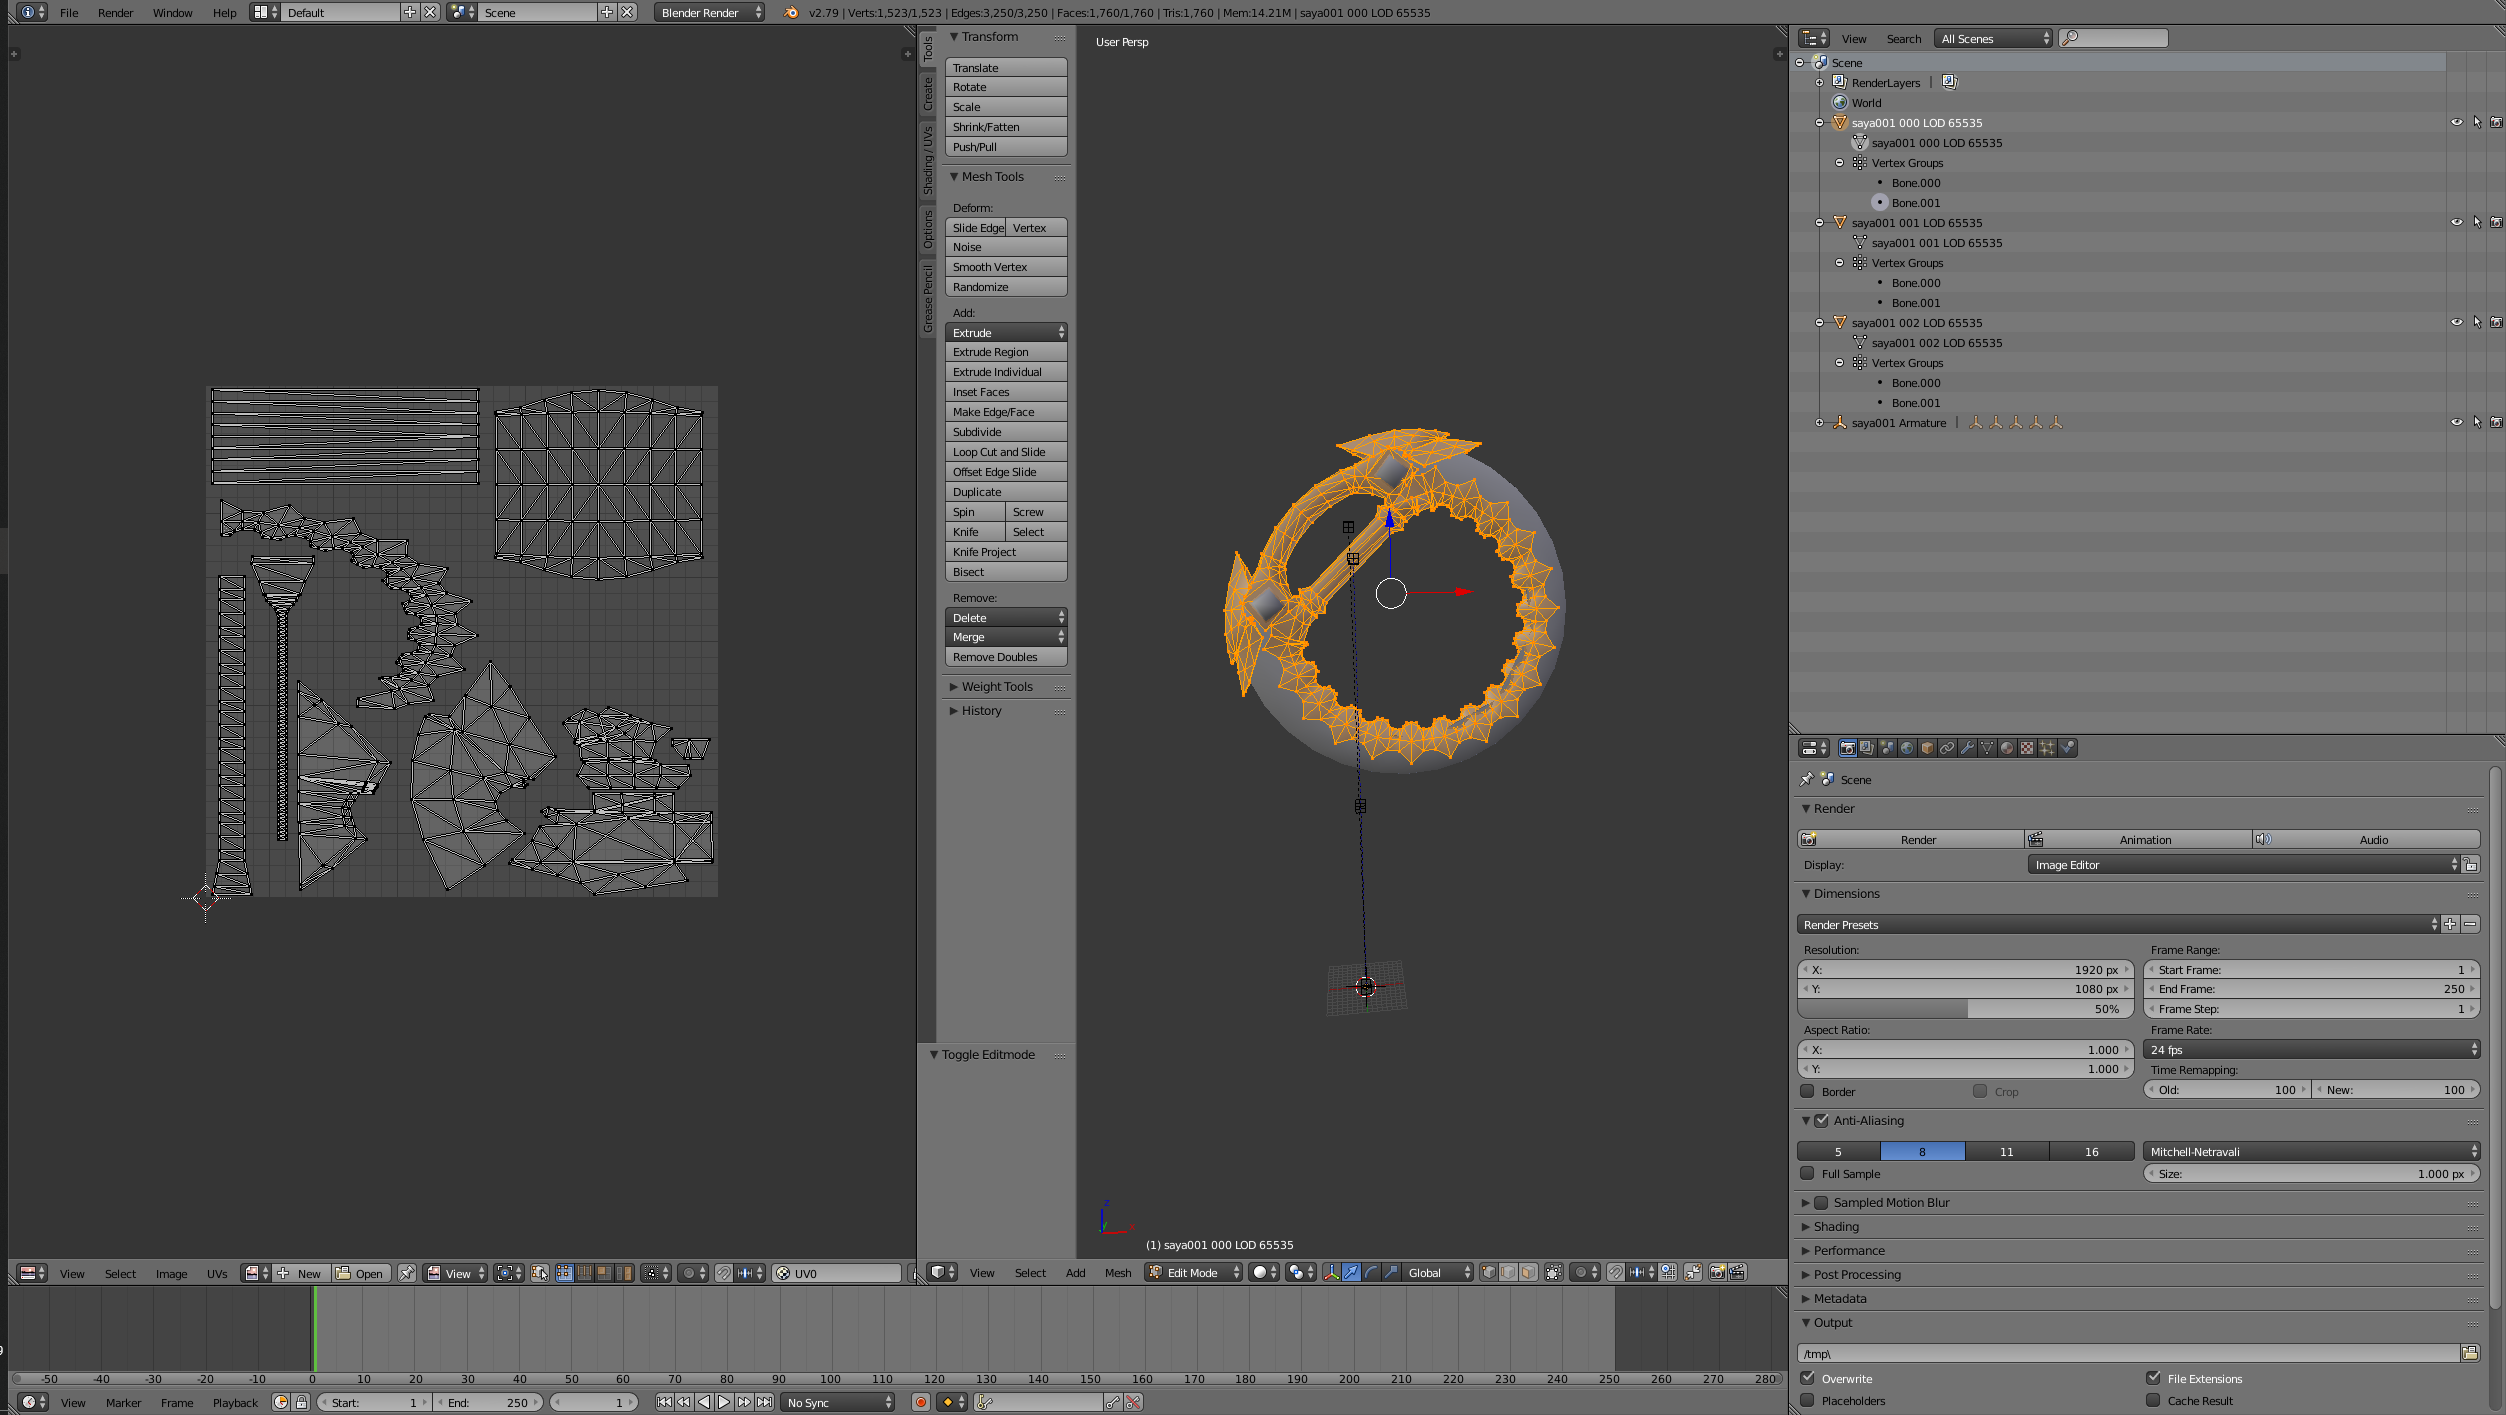 File Render Window Help Default Scene Blender Render v2.79 | Verts:1,523/1,523 | Edges:3,250/3,250 | Faces:1,760/1,760 | Tris:1,760 | Mem:14.21M | saya001 000 LOD 65535
Tools
Create
Shading / UVs
Options
Grease Pencil
Transform
Translate
Rotate
Scale
Shrink/Fatten
Push/Pull
Mesh Tools
Deform:
Slide Edge Vertex
Noise
Smooth Vertex
Randomize
Add:
Extrude
Extrude Region
Extrude Individual
Inset Faces
Make Edge/Face
Subdivide
Loop Cut and Slide
Offset Edge Slide
Duplicate
Spin Screw
Knife Select
Knife Project
Bisect
Remove:
Delete
Merge
Remove Doubles
Weight Tools
History
Toggle Editmode
User Persp
z
(1) saya001 000 LOD 65535
View Search All Scenes
Scene
RenderLayers |
World
saya001 000 LOD 65535
saya001 000 LOD 65535
Vertex Groups
Bone.000
Bone.001
saya001 001 LOD 65535
saya001 001 LOD 65535
Vertex Groups
Bone.000
Bone.001
saya001 002 LOD 65535
saya001 002 LOD 65535
Vertex Groups
Bone.000
Bone.001
saya001 Armature |
Scene
Render
Render Animation Audio
Display: Image Editor
Dimensions
Render Presets
Resolution: Frame Range:
X: 1920 px Start Frame: 1
Y: 1080 px End Frame: 250
50% Frame Step: 1
Aspect Ratio: Frame Rate:
X: 1.000 24 fps
Y: 1.000 Time Remapping:
Border Crop Old: 100 New: 100
Anti-Aliasing
5 8 11 16 Mitchell-Netravali
Full Sample Size: 1.000 px
Sampled Motion Blur
Shading
Performance
Post Processing
Metadata
Output
/tmp\
Overwrite File Extensions
Placeholders Cache Result
View Select Image UVs New Open View UV0
View Select Add Mesh Edit Mode Global
-50 -40 -30 -20 -10 0 10 20 30 40 50 60 70 80 90 100 110 120 130 140 150 160 170 180 190 200 210 220 230 240 250 260 270 280
View Marker Frame Playback Start: 1 End: 250 1 No Sync